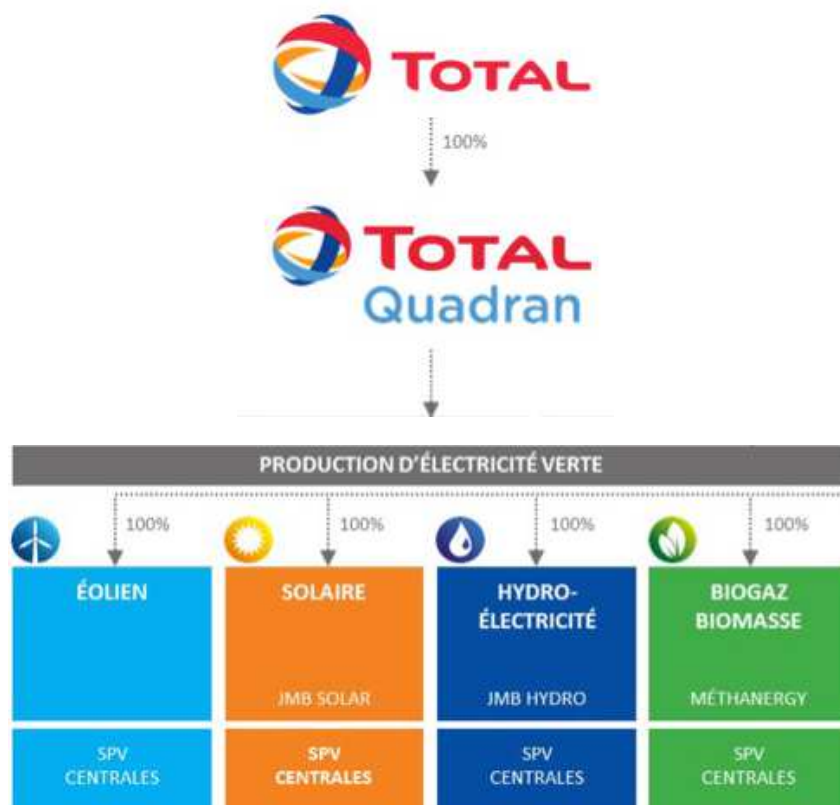 TOTAL
100%
TOTAL
Quadran
PRODUCTION D'ÉLECTRICITÉ VERTE
100%
100%
100%
100%
ÉOLIEN
SOLAIRE
HYDRO-
ÉLECTRICITÉ
BIOGAZ
BIOMASSE
JMB SOLAR
JMB HYDRO
MÉTHANERGY
SPV
CENTRALES
SPV
CENTRALES
SPV
CENTRALES
SPV
CENTRALES